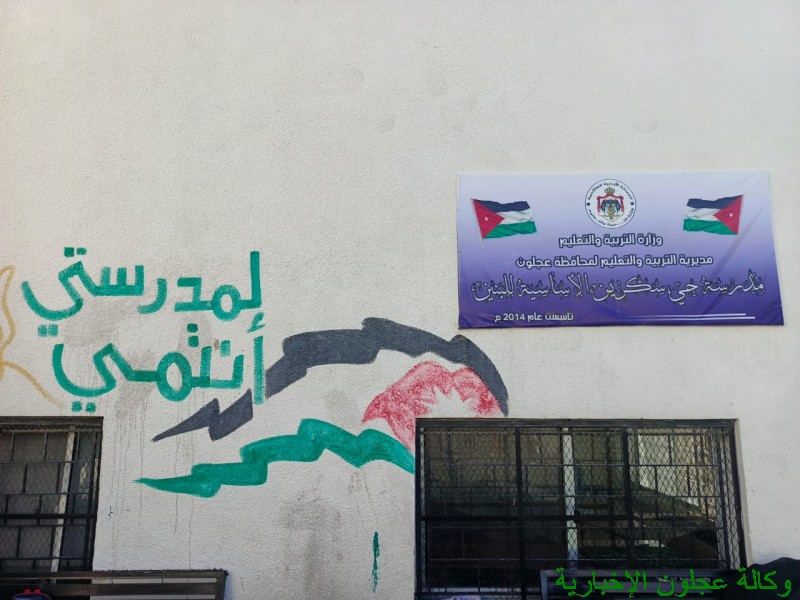 وزارة التربية والتعليم
مديرية التربية والتعليم لمحافظة عجلون
مدرسة حي سكرين الأساسية للبنين
تأسست عام 2014 م
لمدرستي
أنتمي
وكالة عجلون الإخبارية